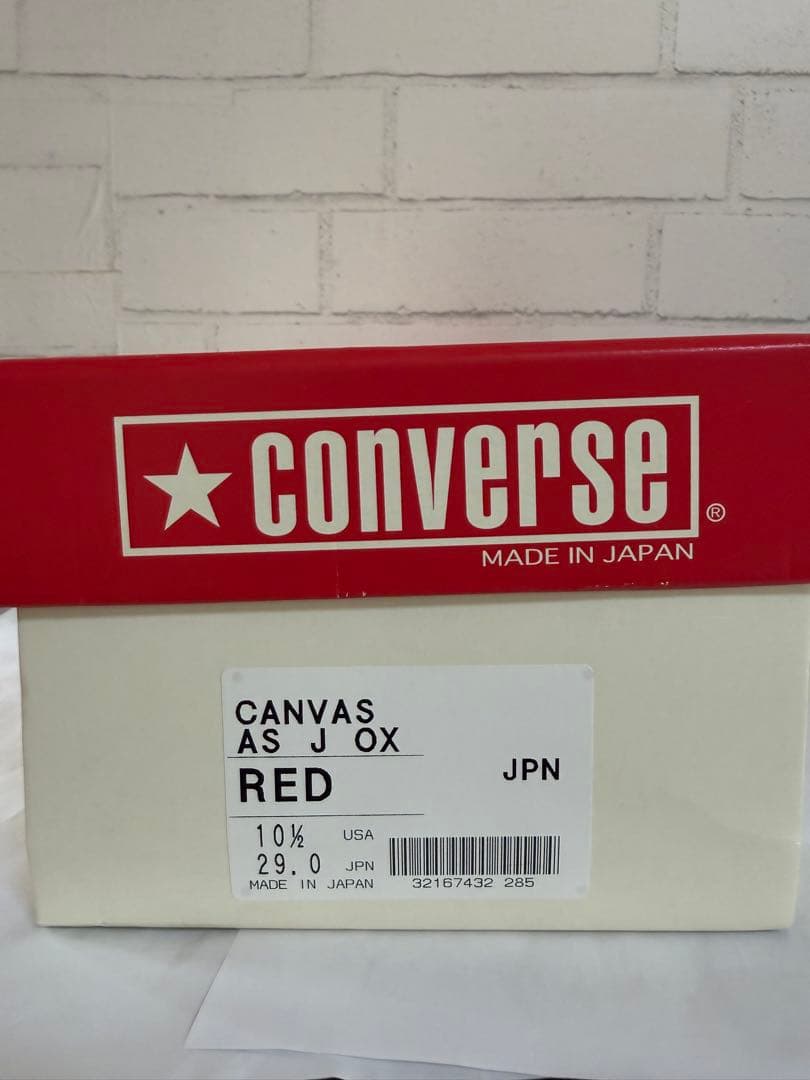 CONVERSE ®
MADE IN JAPAN
CANVAS
AS J OX
RED
JPN
10½ USA
29.0 JPN
MADE IN JAPAN
32167432 285